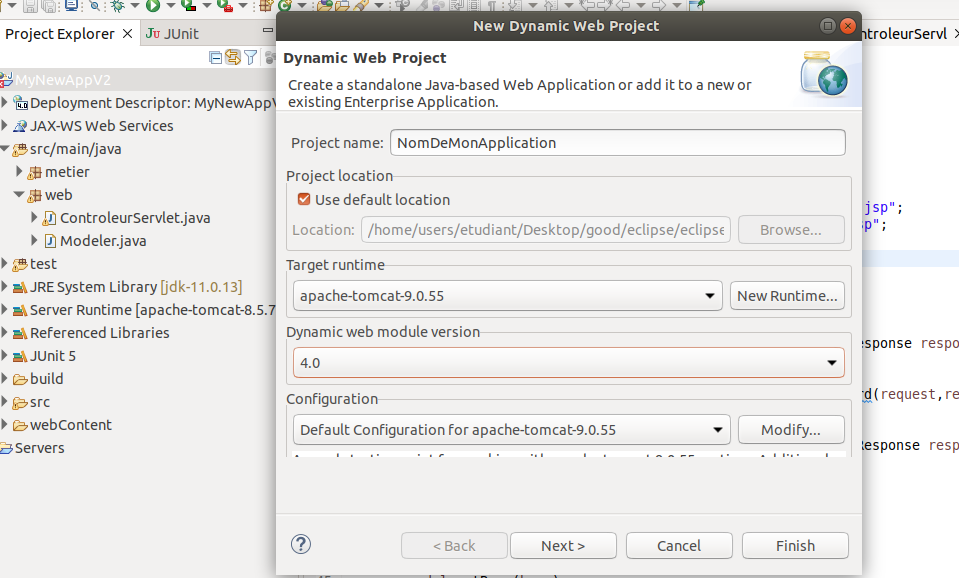 New Dynamic Web Project
Project Explorer
JUnit
MyNewAppV2
Deployment Descriptor: MyNewAppV
JAX-WS Web Services
src/main/java
metier
web
ControleurServlet.java
Modeler.java
test
JRE System Library [jdk-11.0.13]
Server Runtime [apache-tomcat-8.5.7
Referenced Libraries
JUnit 5
build
src
webContent
Servers
Dynamic Web Project
Create a standalone Java-based Web Application or add it to a new or
existing Enterprise Application.
Project name: NomDeMonApplication
Project location
Use default location
Location: /home/users/etudiant/Desktop/good/eclipse/eclipse
Browse...
Target runtime
apache-tomcat-9.0.55
New Runtime...
Dynamic web module version
4.0
Configuration
Default Configuration for apache-tomcat-9.0.55
Modify...
< Back
Next >
Cancel
Finish
ntroleurServl
jsp";
p";
esponse respo
rd(request,re
Response resp